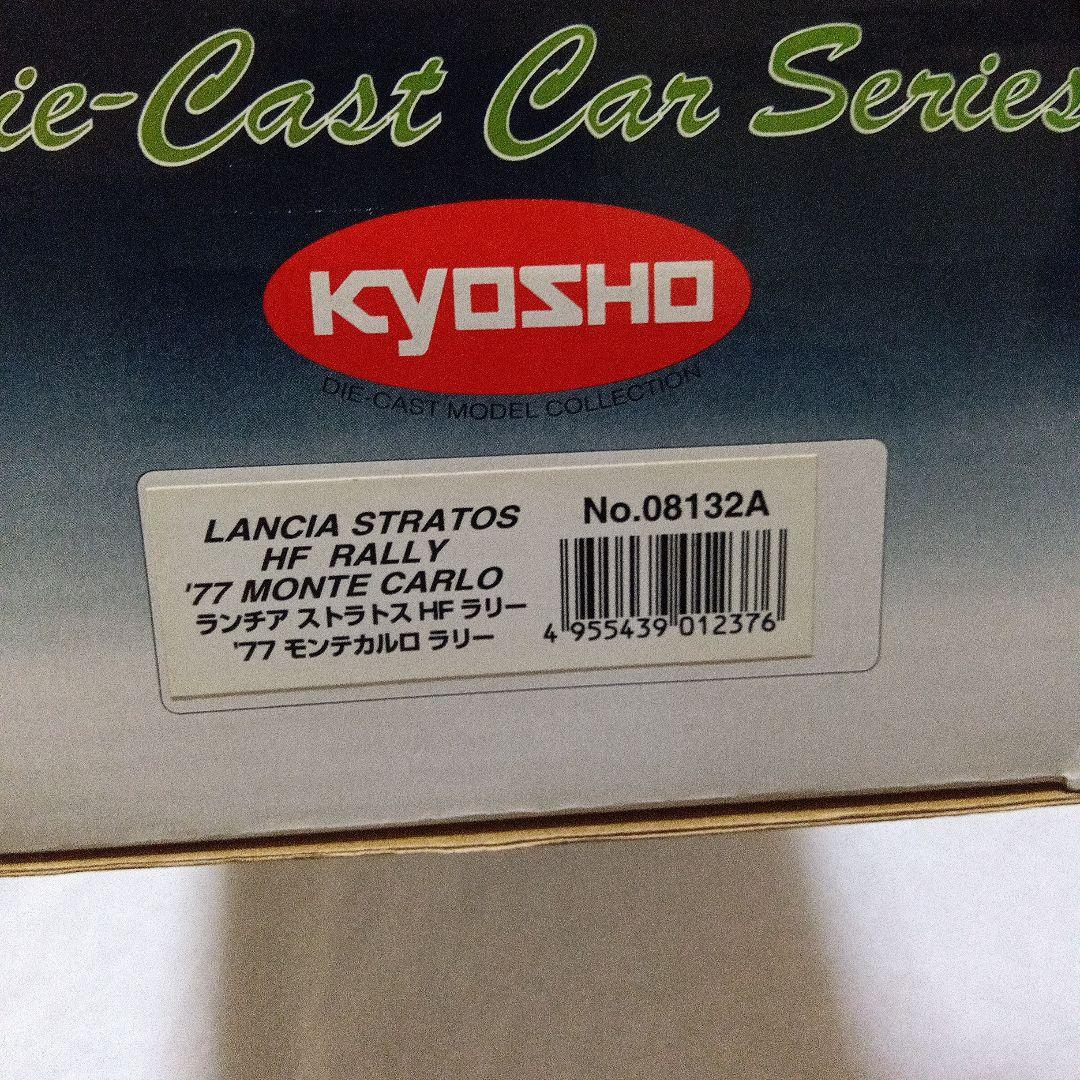 ie-Cast Car Series
KYOSHO
DIE-CAST MODEL COLLECTION
LANCIA STRATOS
HF RALLY
'77 MONTE CARLO
ランチア ストラトス HF ラリー
'77 モンテカルロ ラリー
No.08132A
4 955439 012376